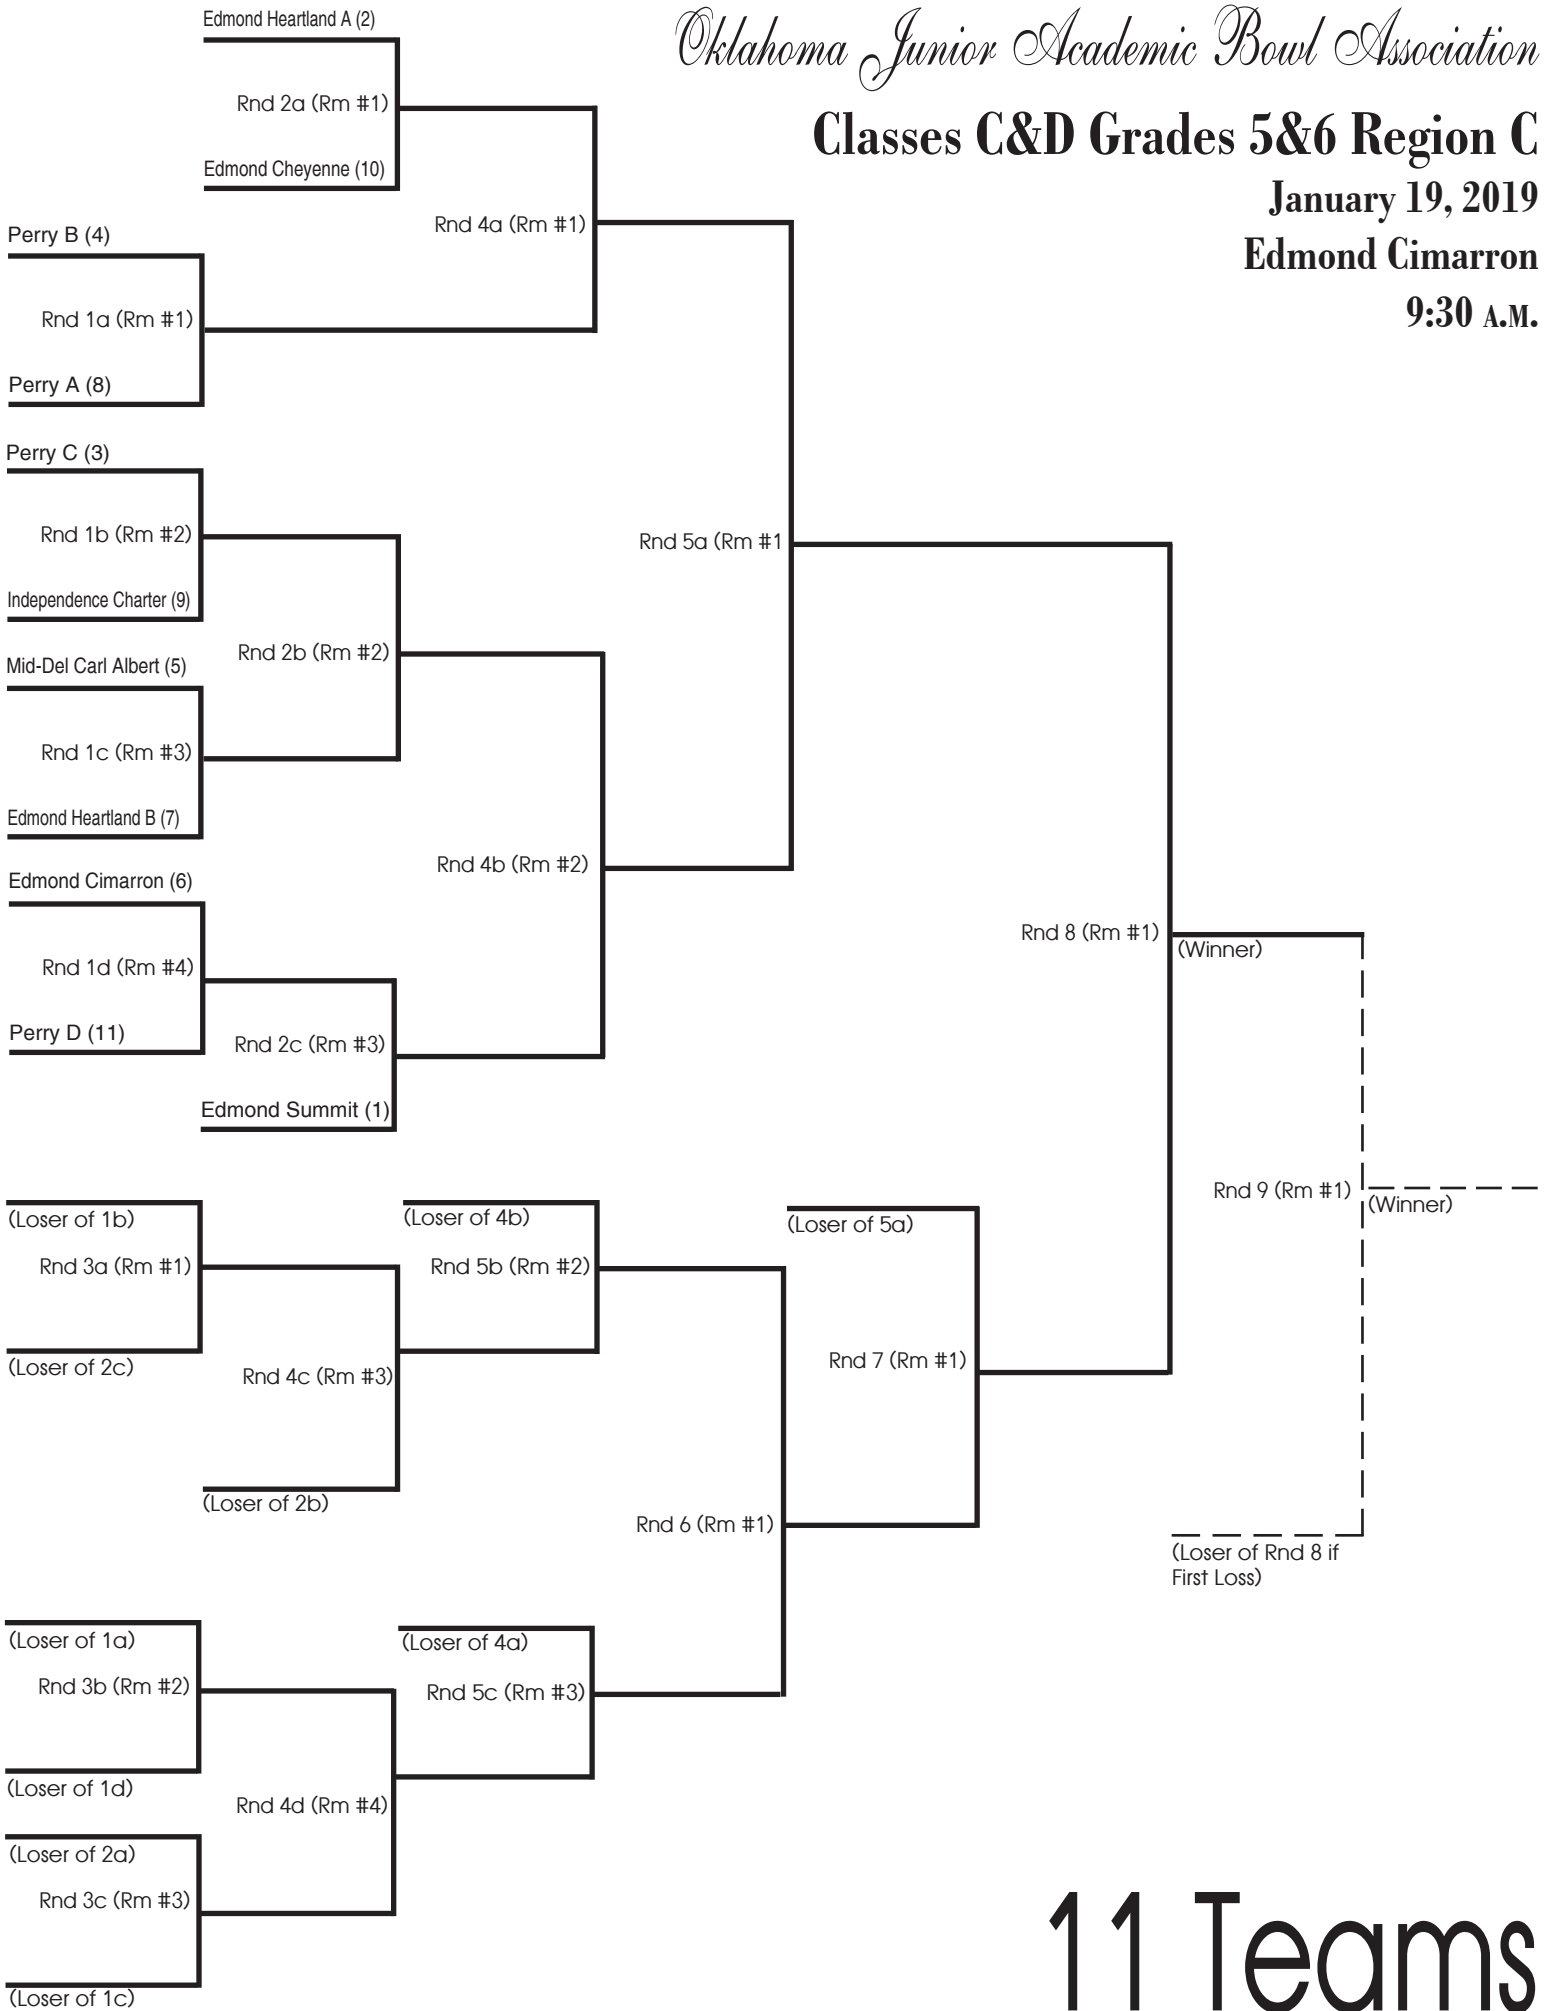 Oklahoma Junior Academic Bowl Association
Classes C&D Grades 5&6 Region C
January 19, 2019
Edmond Cimarron
9:30 A.M.
Edmond Heartland A (2)
Rnd 2a (Rm #1)
Edmond Cheyenne (10)
Rnd 4a (Rm #1)
Perry B (4)
Rnd 1a (Rm #1)
Perry A (8)
Perry C (3)
Rnd 1b (Rm #2)
Rnd 5a (Rm #1
Independence Charter (9)
Rnd 2b (Rm #2)
Mid-Del Carl Albert (5)
Rnd 1c (Rm #3)
Edmond Heartland B (7)
Rnd 4b (Rm #2)
Edmond Cimarron (6)
Rnd 8 (Rm #1)
(Winner)
Rnd 1d (Rm #4)
Perry D (11)
Rnd 2c (Rm #3)
Edmond Summit (1)
Rnd 9 (Rm #1)
(Winner)
(Loser of 1b)
(Loser of 4b)
(Loser of 5a)
Rnd 3a (Rm #1)
Rnd 5b (Rm #2)
(Loser of 2c)
Rnd 4c (Rm #3)
Rnd 7 (Rm #1)
(Loser of 2b)
Rnd 6 (Rm #1)
(Loser of Rnd 8 if
First Loss)
(Loser of 1a)
(Loser of 4a)
Rnd 3b (Rm #2)
Rnd 5c (Rm #3)
(Loser of 1d)
Rnd 4d (Rm #4)
(Loser of 2a)
Rnd 3c (Rm #3)
(Loser of 1c)
11 Teams